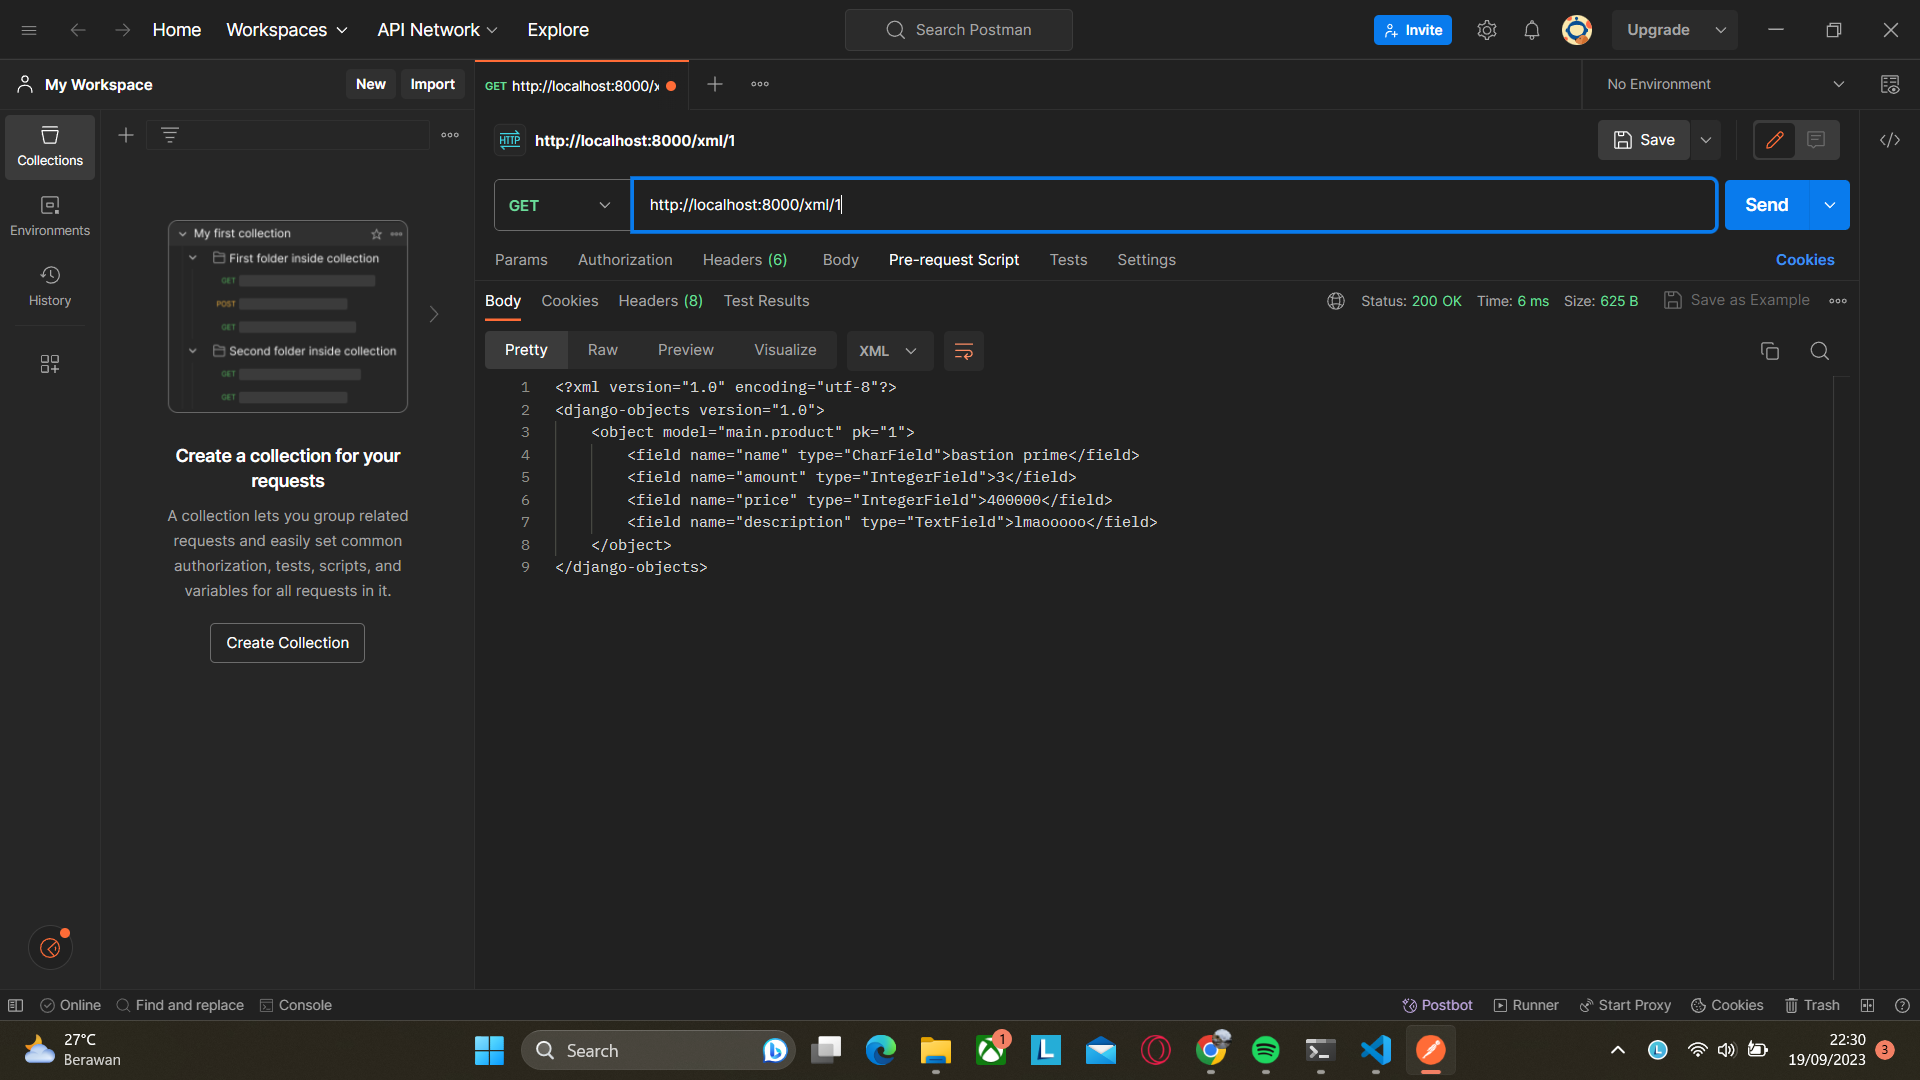 Home
Workspaces
API Network
Explore
Search Postman
Invite
Upgrade
My Workspace
New
Import
GET http://localhost:8000/x
No Environment
Collections
Environments
History
HTTP
http://localhost:8000/xml/1
Save
GET
http://localhost:8000/xml/1
Send
Params
Authorization
Headers (6)
Body
Pre-request Script
Tests
Settings
Cookies
Body
Cookies
Headers (8)
Test Results
Status: 200 OK
Time: 6 ms
Size: 625 B
Save as Example
Pretty
Raw
Preview
Visualize
XML
1 <?xml version="1.0" encoding="utf-8"?>
2 <django-objects version="1.0">
3 <object model="main.product" pk="1">
4 <field name="name" type="CharField">bastion prime</field>
5 <field name="amount" type="IntegerField">3</field>
6 <field name="price" type="IntegerField">400000</field>
7 <field name="description" type="TextField">lmaooooo</field>
8 </object>
9 </django-objects>
My first collection
First folder inside collection
GET
POST
GET
Second folder inside collection
GET
GET
Create a collection for your
requests
A collection lets you group related
requests and easily set common
authorization, tests, scripts, and
variables for all requests in it.
Create Collection
Online
Find and replace
Console
Postbot
Runner
Start Proxy
Cookies
Trash
27°C
Berawan
Search
1
L
L
22:30
19/09/2023
3